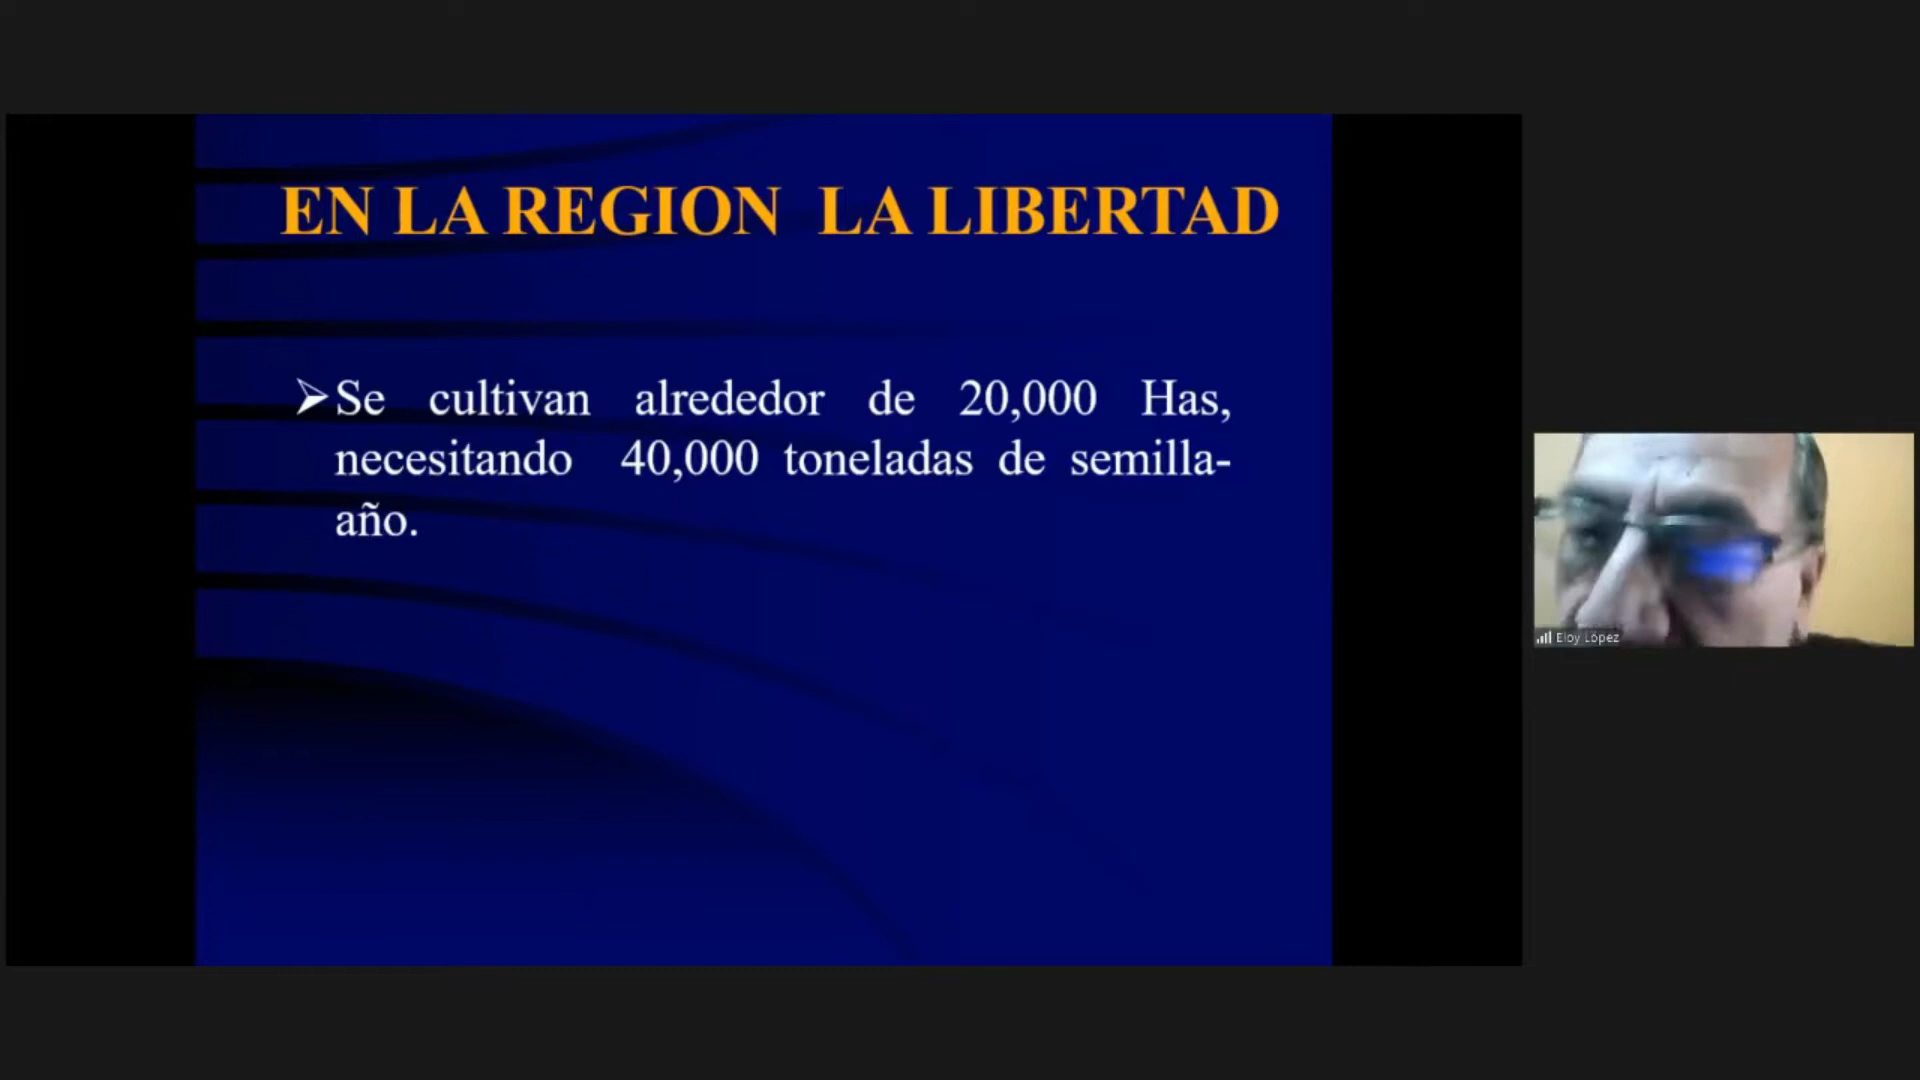 EN LA REGION LA LIBERTAD
➢Se cultivan alrededor de 20,000 Has,
necesitando 40,000 toneladas de semilla-
año.
Eloy López